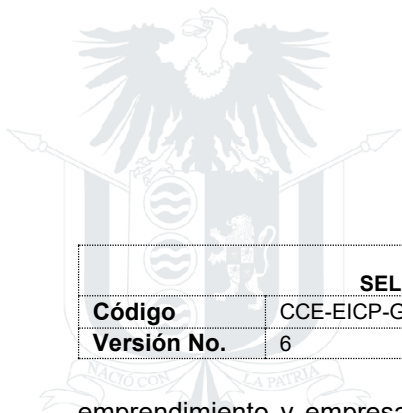 SEL
Código CCE-EICP-G
Versión No. 6
NACIÓ CON LA PATRIA
emprendimiento y empresa